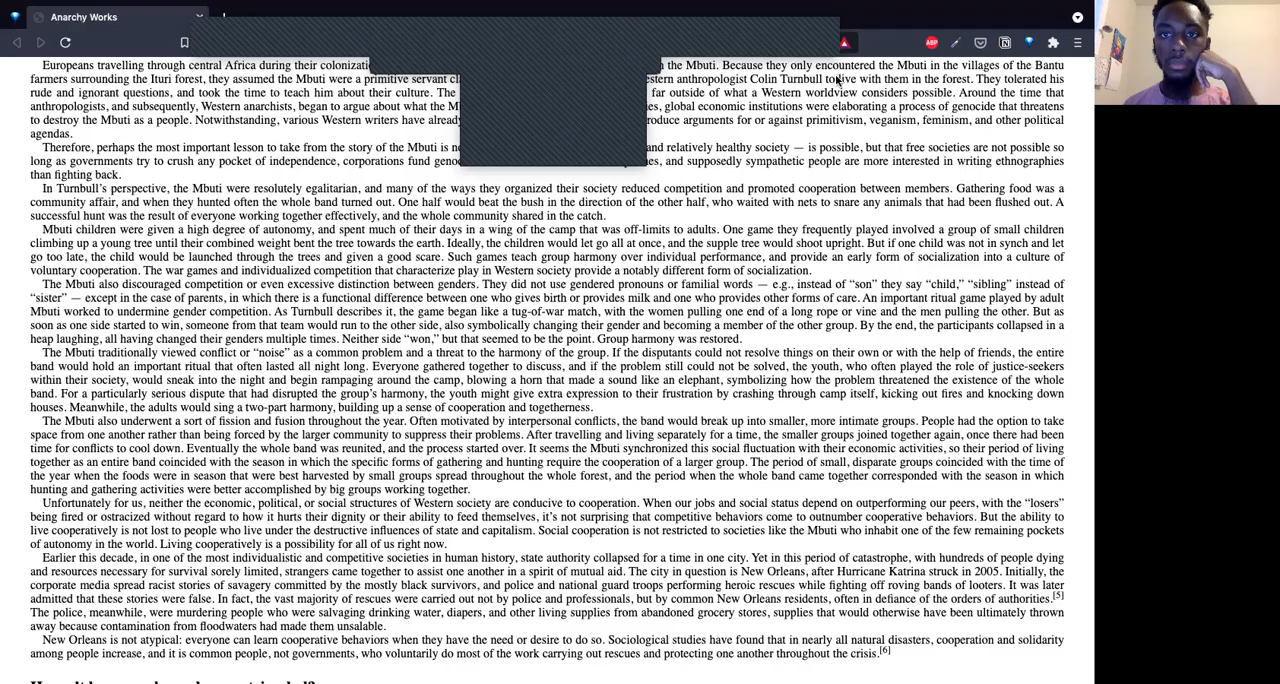 Anarchy Works
ABP
Europeans travelling through central Africa during their colonizatio the Mbuti. Because they only encountered the Mbuti in the villages of the Bantu
farmers surrounding the Ituri forest, they assumed the Mbuti were a primitive servant cl stern anthropologist Colin Turnbull to live with them in the forest. They tolerated his
rude and ignorant questions, and took the time to teach him about their culture. The far outside of what a Western worldview considers possible. Around the time that
anthropologists, and subsequently, Western anarchists, began to argue about what the M es, global economic institutions were elaborating a process of genocide that threatens
to destroy the Mbuti as a people. Notwithstanding, various Western writers have already roduce arguments for or against primitivism, veganism, feminism, and other political
agendas.
Therefore, perhaps the most important lesson to take from the story of the Mbuti is no and relatively healthy society — is possible, but that free societies are not possible so
long as governments try to crush any pocket of independence, corporations fund genoc es, and supposedly sympathetic people are more interested in writing ethnographies
than fighting back.
In Turnbull’s perspective, the Mbuti were resolutely egalitarian, and many of the ways they organized their society reduced competition and promoted cooperation between members. Gathering food was a
community affair, and when they hunted often the whole band turned out. One half would beat the bush in the direction of the other half, who waited with nets to snare any animals that had been flushed out. A
successful hunt was the result of everyone working together effectively, and the whole community shared in the catch.
Mbuti children were given a high degree of autonomy, and spent much of their days in a wing of the camp that was off-limits to adults. One game they frequently played involved a group of small children
climbing up a young tree until their combined weight bent the tree towards the earth. Ideally, the children would let go all at once, and the supple tree would shoot upright. But if one child was not in synch and let
go too late, the child would be launched through the trees and given a good scare. Such games teach group harmony over individual performance, and provide an early form of socialization into a culture of
voluntary cooperation. The war games and individualized competition that characterize play in Western society provide a notably different form of socialization.
The Mbuti also discouraged competition or even excessive distinction between genders. They did not use gendered pronouns or familial words — e.g., instead of “son” they say “child,” “sibling” instead of
“sister” — except in the case of parents, in which there is a functional difference between one who gives birth or provides milk and one who provides other forms of care. An important ritual game played by adult
Mbuti worked to undermine gender competition. As Turnbull describes it, the game began like a tug-of-war match, with the women pulling one end of a long rope or vine and the men pulling the other. But as
soon as one side started to win, someone from that team would run to the other side, also symbolically changing their gender and becoming a member of the other group. By the end, the participants collapsed in a
heap laughing, all having changed their genders multiple times. Neither side “won,” but that seemed to be the point. Group harmony was restored.
The Mbuti traditionally viewed conflict or “noise” as a common problem and a threat to the harmony of the group. If the disputants could not resolve things on their own or with the help of friends, the entire
band would hold an important ritual that often lasted all night long. Everyone gathered together to discuss, and if the problem still could not be solved, the youth, who often played the role of justice-seekers
within their society, would sneak into the night and begin rampaging around the camp, blowing a horn that made a sound like an elephant, symbolizing how the problem threatened the existence of the whole
band. For a particularly serious dispute that had disrupted the group’s harmony, the youth might give extra expression to their frustration by crashing through camp itself, kicking out fires and knocking down
houses. Meanwhile, the adults would sing a two-part harmony, building up a sense of cooperation and togetherness.
The Mbuti also underwent a sort of fission and fusion throughout the year. Often motivated by interpersonal conflicts, the band would break up into smaller, more intimate groups. People had the option to take
space from one another rather than being forced by the larger community to suppress their problems. After travelling and living separately for a time, the smaller groups joined together again, once there had been
time for conflicts to cool down. Eventually the whole band was reunited, and the process started over. It seems the Mbuti synchronized this social fluctuation with their economic activities, so their period of living
together as an entire band coincided with the season in which the specific forms of gathering and hunting require the cooperation of a larger group. The period of small, disparate groups coincided with the time of
the year when the foods were in season that were best harvested by small groups spread throughout the whole forest, and the period when the whole band came together corresponded with the season in which
hunting and gathering activities were better accomplished by big groups working together.
Unfortunately for us, neither the economic, political, or social structures of Western society are conducive to cooperation. When our jobs and social status depend on outperforming our peers, with the “losers”
being fired or ostracized without regard to how it hurts their dignity or their ability to feed themselves, it’s not surprising that competitive behaviors come to outnumber cooperative behaviors. But the ability to
live cooperatively is not lost to people who live under the destructive influences of state and capitalism. Social cooperation is not restricted to societies like the Mbuti who inhabit one of the few remaining pockets
of autonomy in the world. Living cooperatively is a possibility for all of us right now.
Earlier this decade, in one of the most individualistic and competitive societies in human history, state authority collapsed for a time in one city. Yet in this period of catastrophe, with hundreds of people dying
and resources necessary for survival sorely limited, strangers came together to assist one another in a spirit of mutual aid. The city in question is New Orleans, after Hurricane Katrina struck in 2005. Initially, the
corporate media spread racist stories of savagery committed by the mostly black survivors, and police and national guard troops performing heroic rescues while fighting off roving bands of looters. It was later
admitted that these stories were false. In fact, the vast majority of rescues were carried out not by police and professionals, but by common New Orleans residents, often in defiance of the orders of authorities.[5]
The police, meanwhile, were murdering people who were salvaging drinking water, diapers, and other living supplies from abandoned grocery stores, supplies that would otherwise have been ultimately thrown
away because contamination from floodwaters had made them unsalable.
New Orleans is not atypical: everyone can learn cooperative behaviors when they have the need or desire to do so. Sociological studies have found that in nearly all natural disasters, cooperation and solidarity
among people increase, and it is common people, not governments, who voluntarily do most of the work carrying out rescues and protecting one another throughout the crisis.[6]